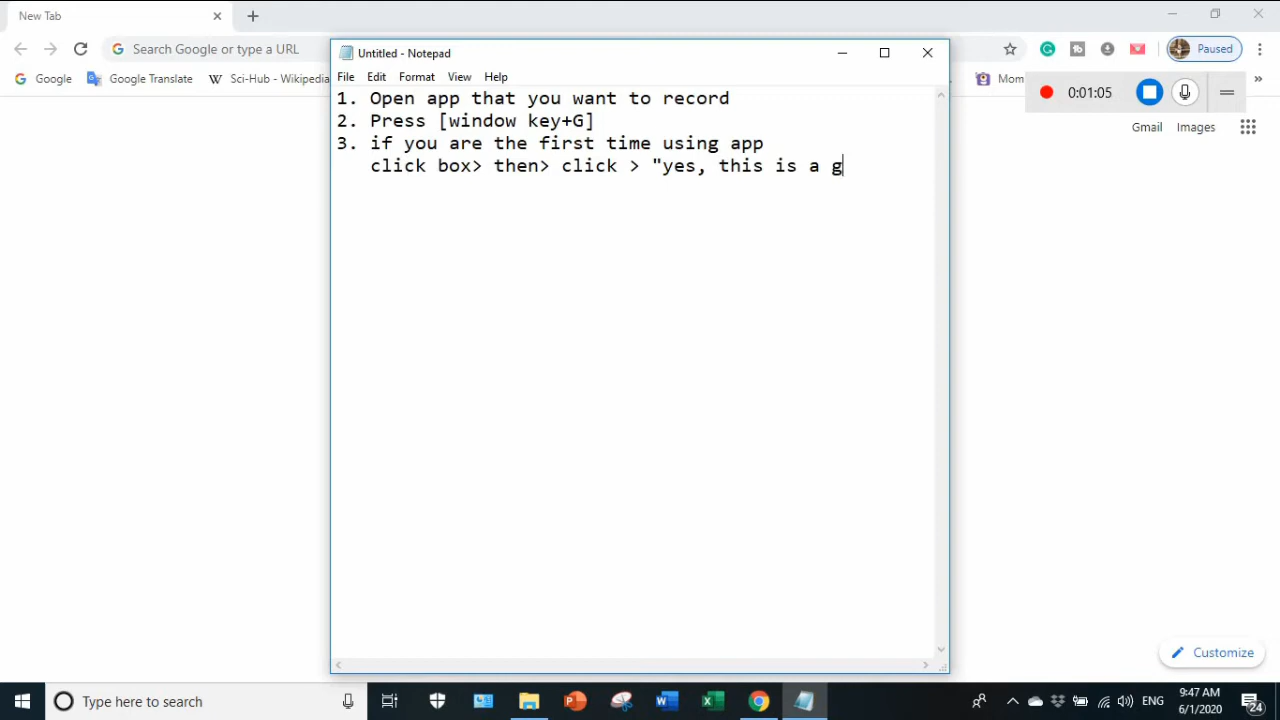 New Tab
Search Google or type a URL
Paused
Google
Google Translate
Sci-Hub - Wikipedia
Mom
Untitled - Notepad
File Edit Format View Help
1. Open app that you want to record
2. Press [window key+G]
3. if you are the first time using app
click box> then> click > "yes, this is a g
0:01:05
Gmail Images
Customize
Type here to search
ENG
9:47 AM
6/1/2020
24